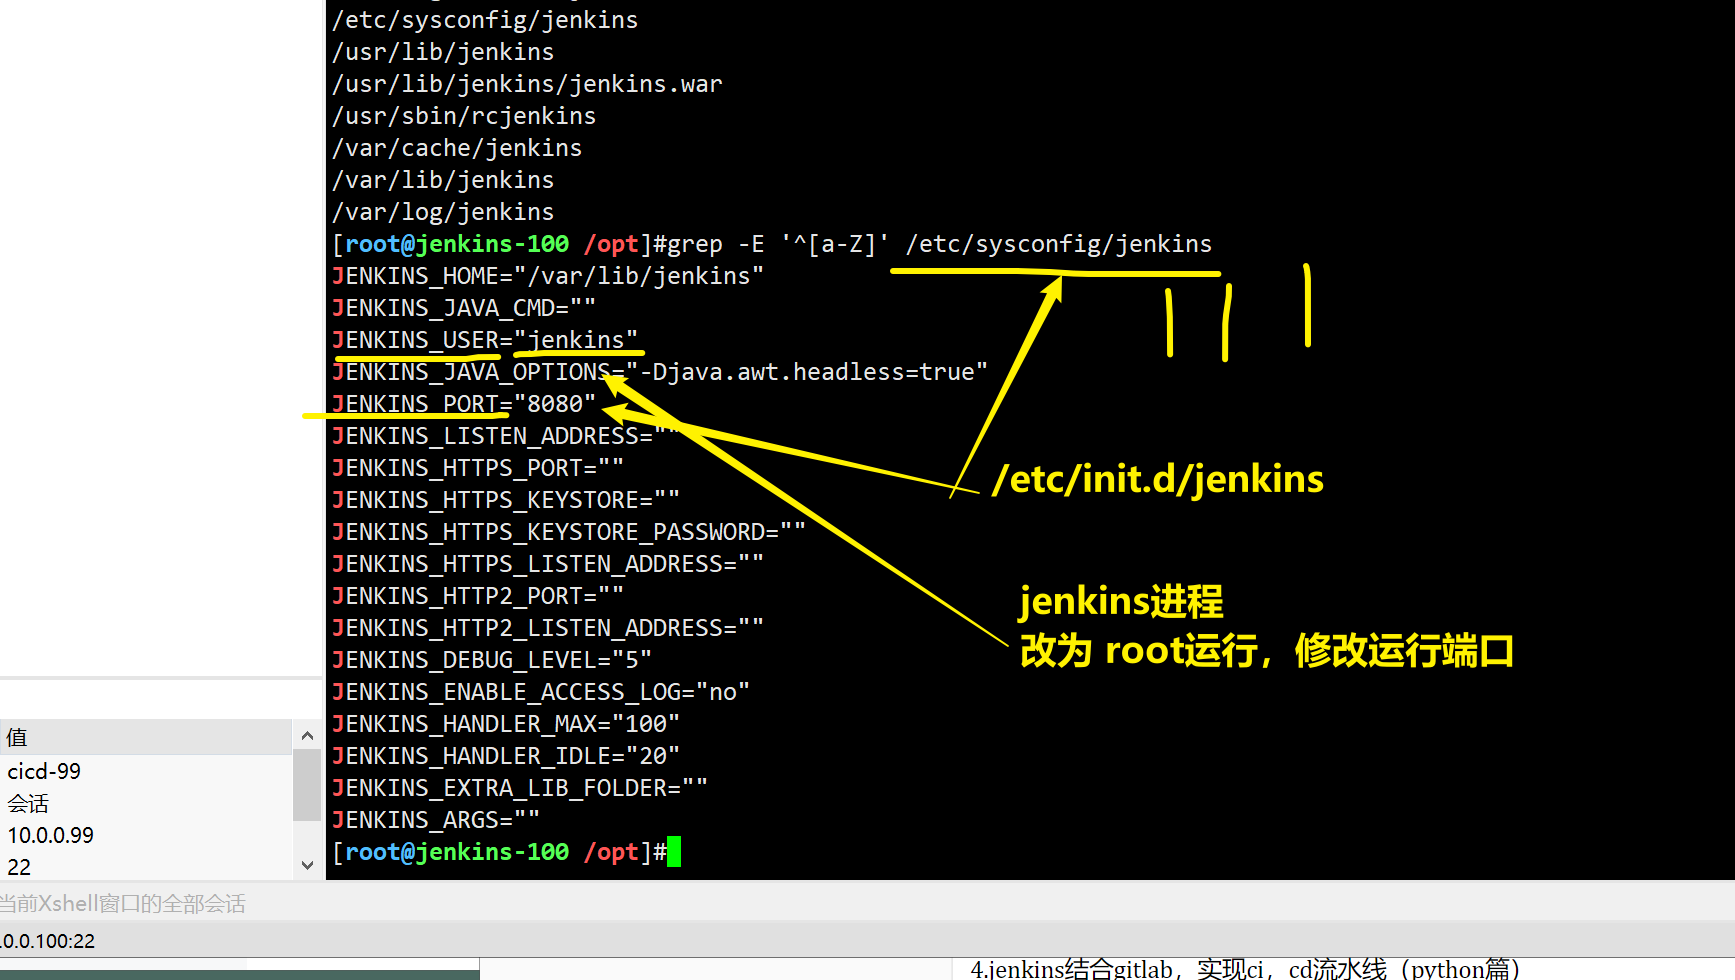 /etc/sysconfig/jenkins
/usr/lib/jenkins
/usr/lib/jenkins/jenkins.war
/usr/sbin/rcjenkins
/var/cache/jenkins
/var/lib/jenkins
/var/log/jenkins
[root@jenkins-100 /opt]#grep -E '^[a-Z]' /etc/sysconfig/jenkins
JENKINS_HOME="/var/lib/jenkins"
JENKINS_JAVA_CMD=""
JENKINS_USER="jenkins"
JENKINS_JAVA_OPTIONS="-Djava.awt.headless=true"
JENKINS_PORT="8080"
JENKINS_LISTEN_ADDRESS=""
JENKINS_HTTPS_PORT=""
JENKINS_HTTPS_KEYSTORE=""
JENKINS_HTTPS_KEYSTORE_PASSWORD=""
JENKINS_HTTPS_LISTEN_ADDRESS=""
JENKINS_HTTP2_PORT=""
JENKINS_HTTP2_LISTEN_ADDRESS=""
JENKINS_DEBUG_LEVEL="5"
JENKINS_ENABLE_ACCESS_LOG="no"
JENKINS_HANDLER_MAX="100"
JENKINS_HANDLER_IDLE="20"
JENKINS_EXTRA_LIB_FOLDER=""
JENKINS_ARGS=""
[root@jenkins-100 /opt]#
/etc/init.d/jenkins
jenkins进程
改为 root运行，修改运行端口
值
cicd-99
会话
10.0.0.99
22
当前Xshell窗口的全部会话
.0.0.100:22
4.jenkins结合gitlab，实现ci，cd流水线（python篇）